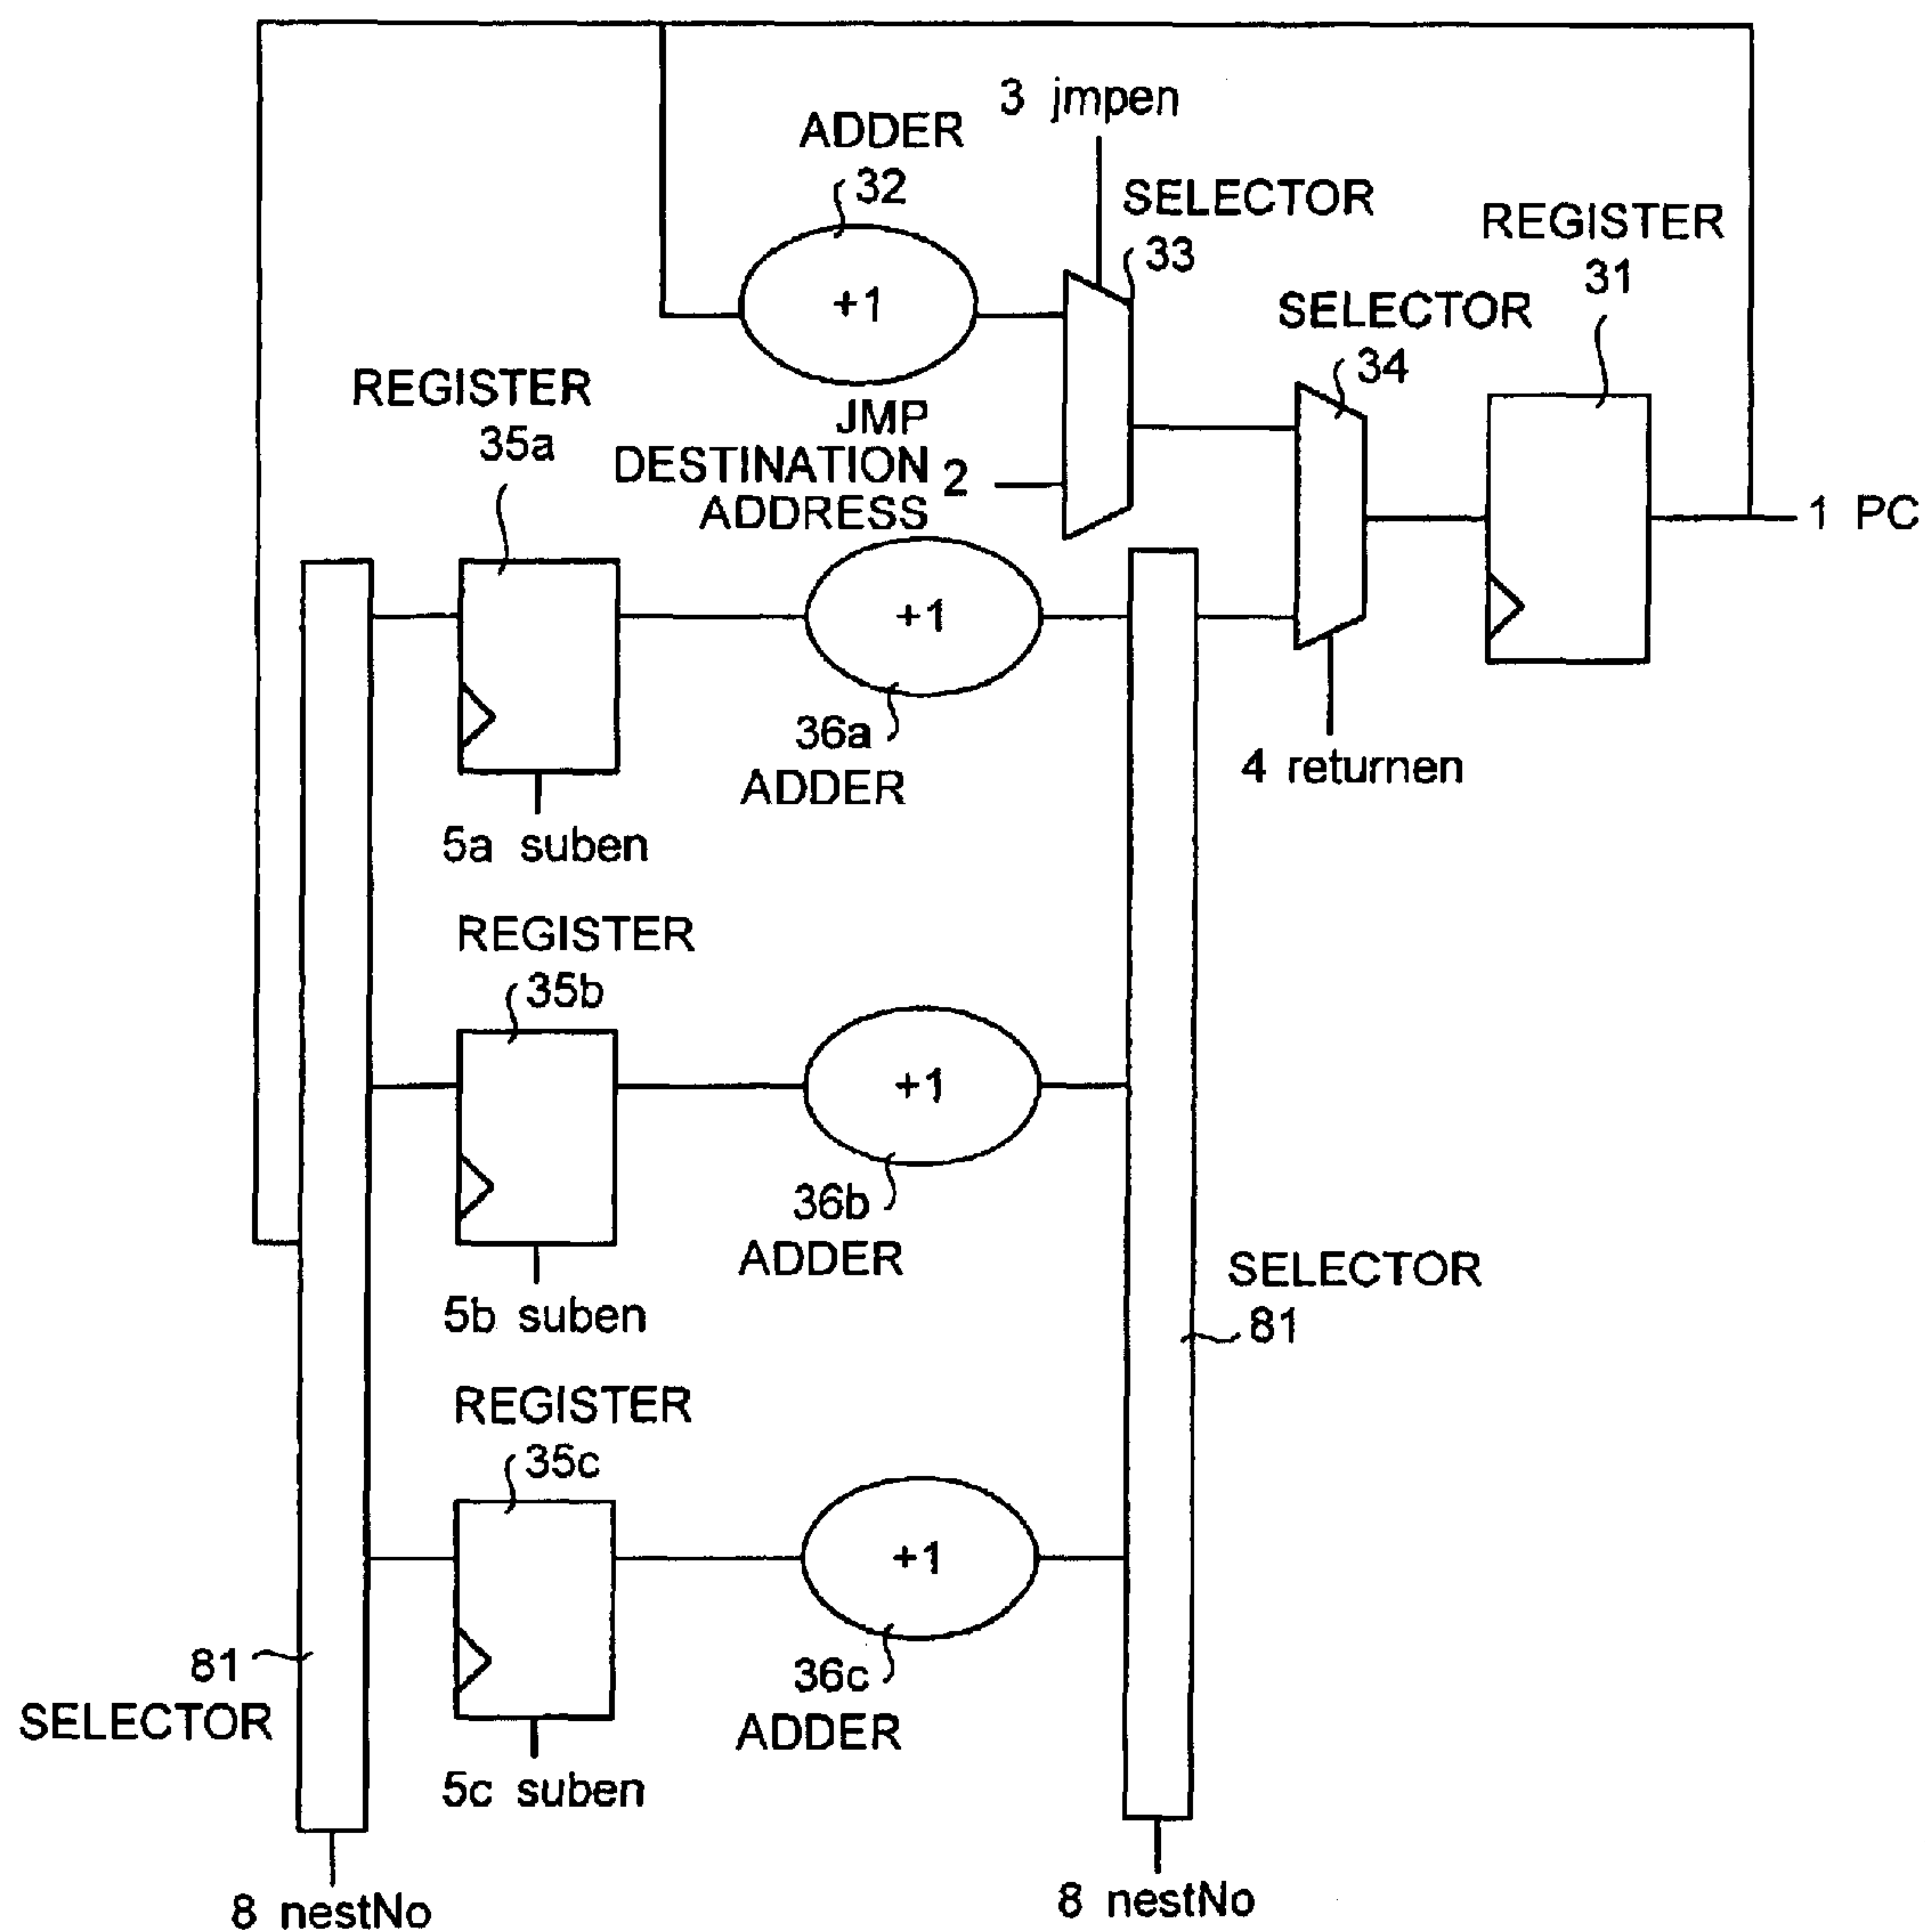 3 jmpen
ADDER
32
SELECTOR
33
REGISTER
31
+1
SELECTOR
34
REGISTER
35a
JMP
DESTINATION 2
ADDRESS
1 PC
+1
36a
ADDER
4 returnen
5a suben
REGISTER
35b
+1
36b
ADDER
5b suben
SELECTOR
81
REGISTER
35c
+1
81
SELECTOR
36c
ADDER
5c suben
8 nestNo
8 nestNo